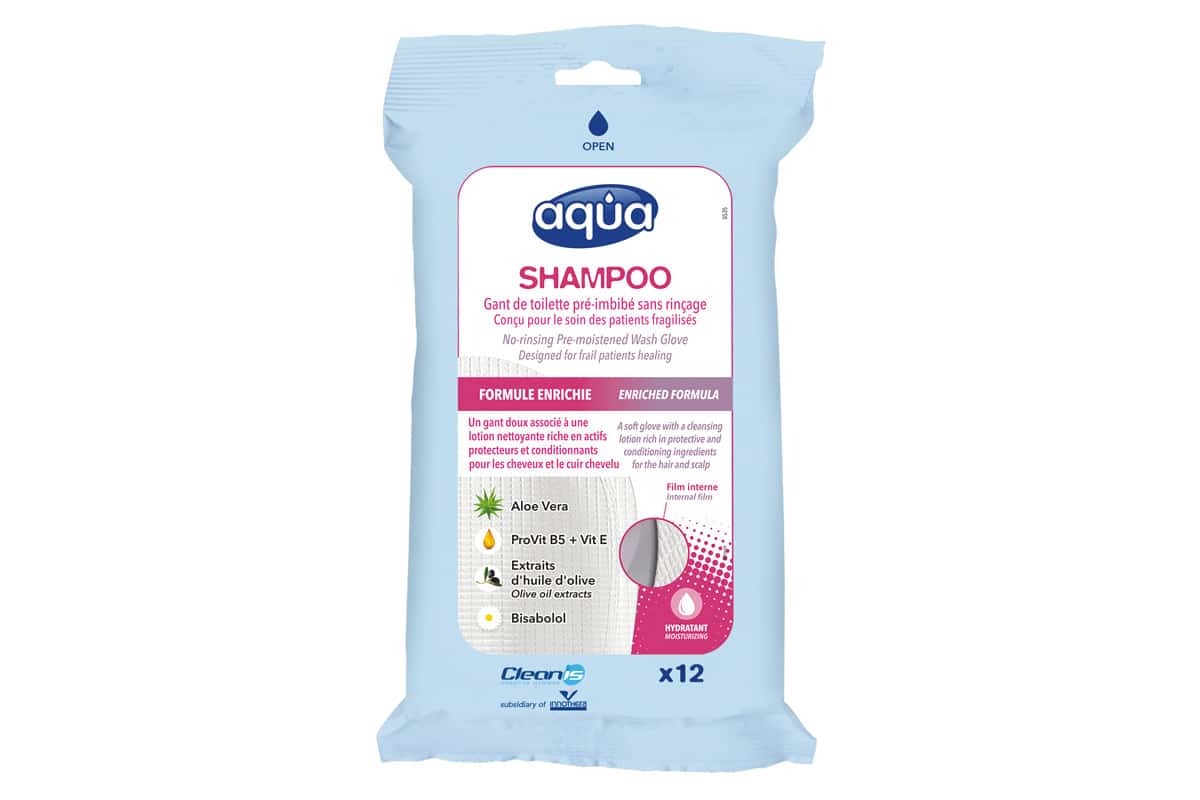 OPEN
aqua
SHAMPOO
Gant de toilette pré-imbibé sans rinçage
Conçu pour le soin des patients fragilisés
No-rinsing Pre-moistened Wash Glove
Designed for frail patients healing
FORMULE ENRICHIE
ENRICHED FORMULA
Un gant doux associé à une
lotion nettoyante riche en actifs
protecteurs et conditionnants
pour les cheveux et le cuir chevelu
A soft glove with a cleansing
lotion rich in protective and
conditioning ingredients
for the hair and scalp
Film interne
Internal film
Aloe Vera
ProVit B5 + Vit E
Extraits
d'huile d'olive
Olive oil extracts
Bisabolol
HYDRATANT
MOISTURIZING
Cleanis
x12
subsidiary of INNOTHERA